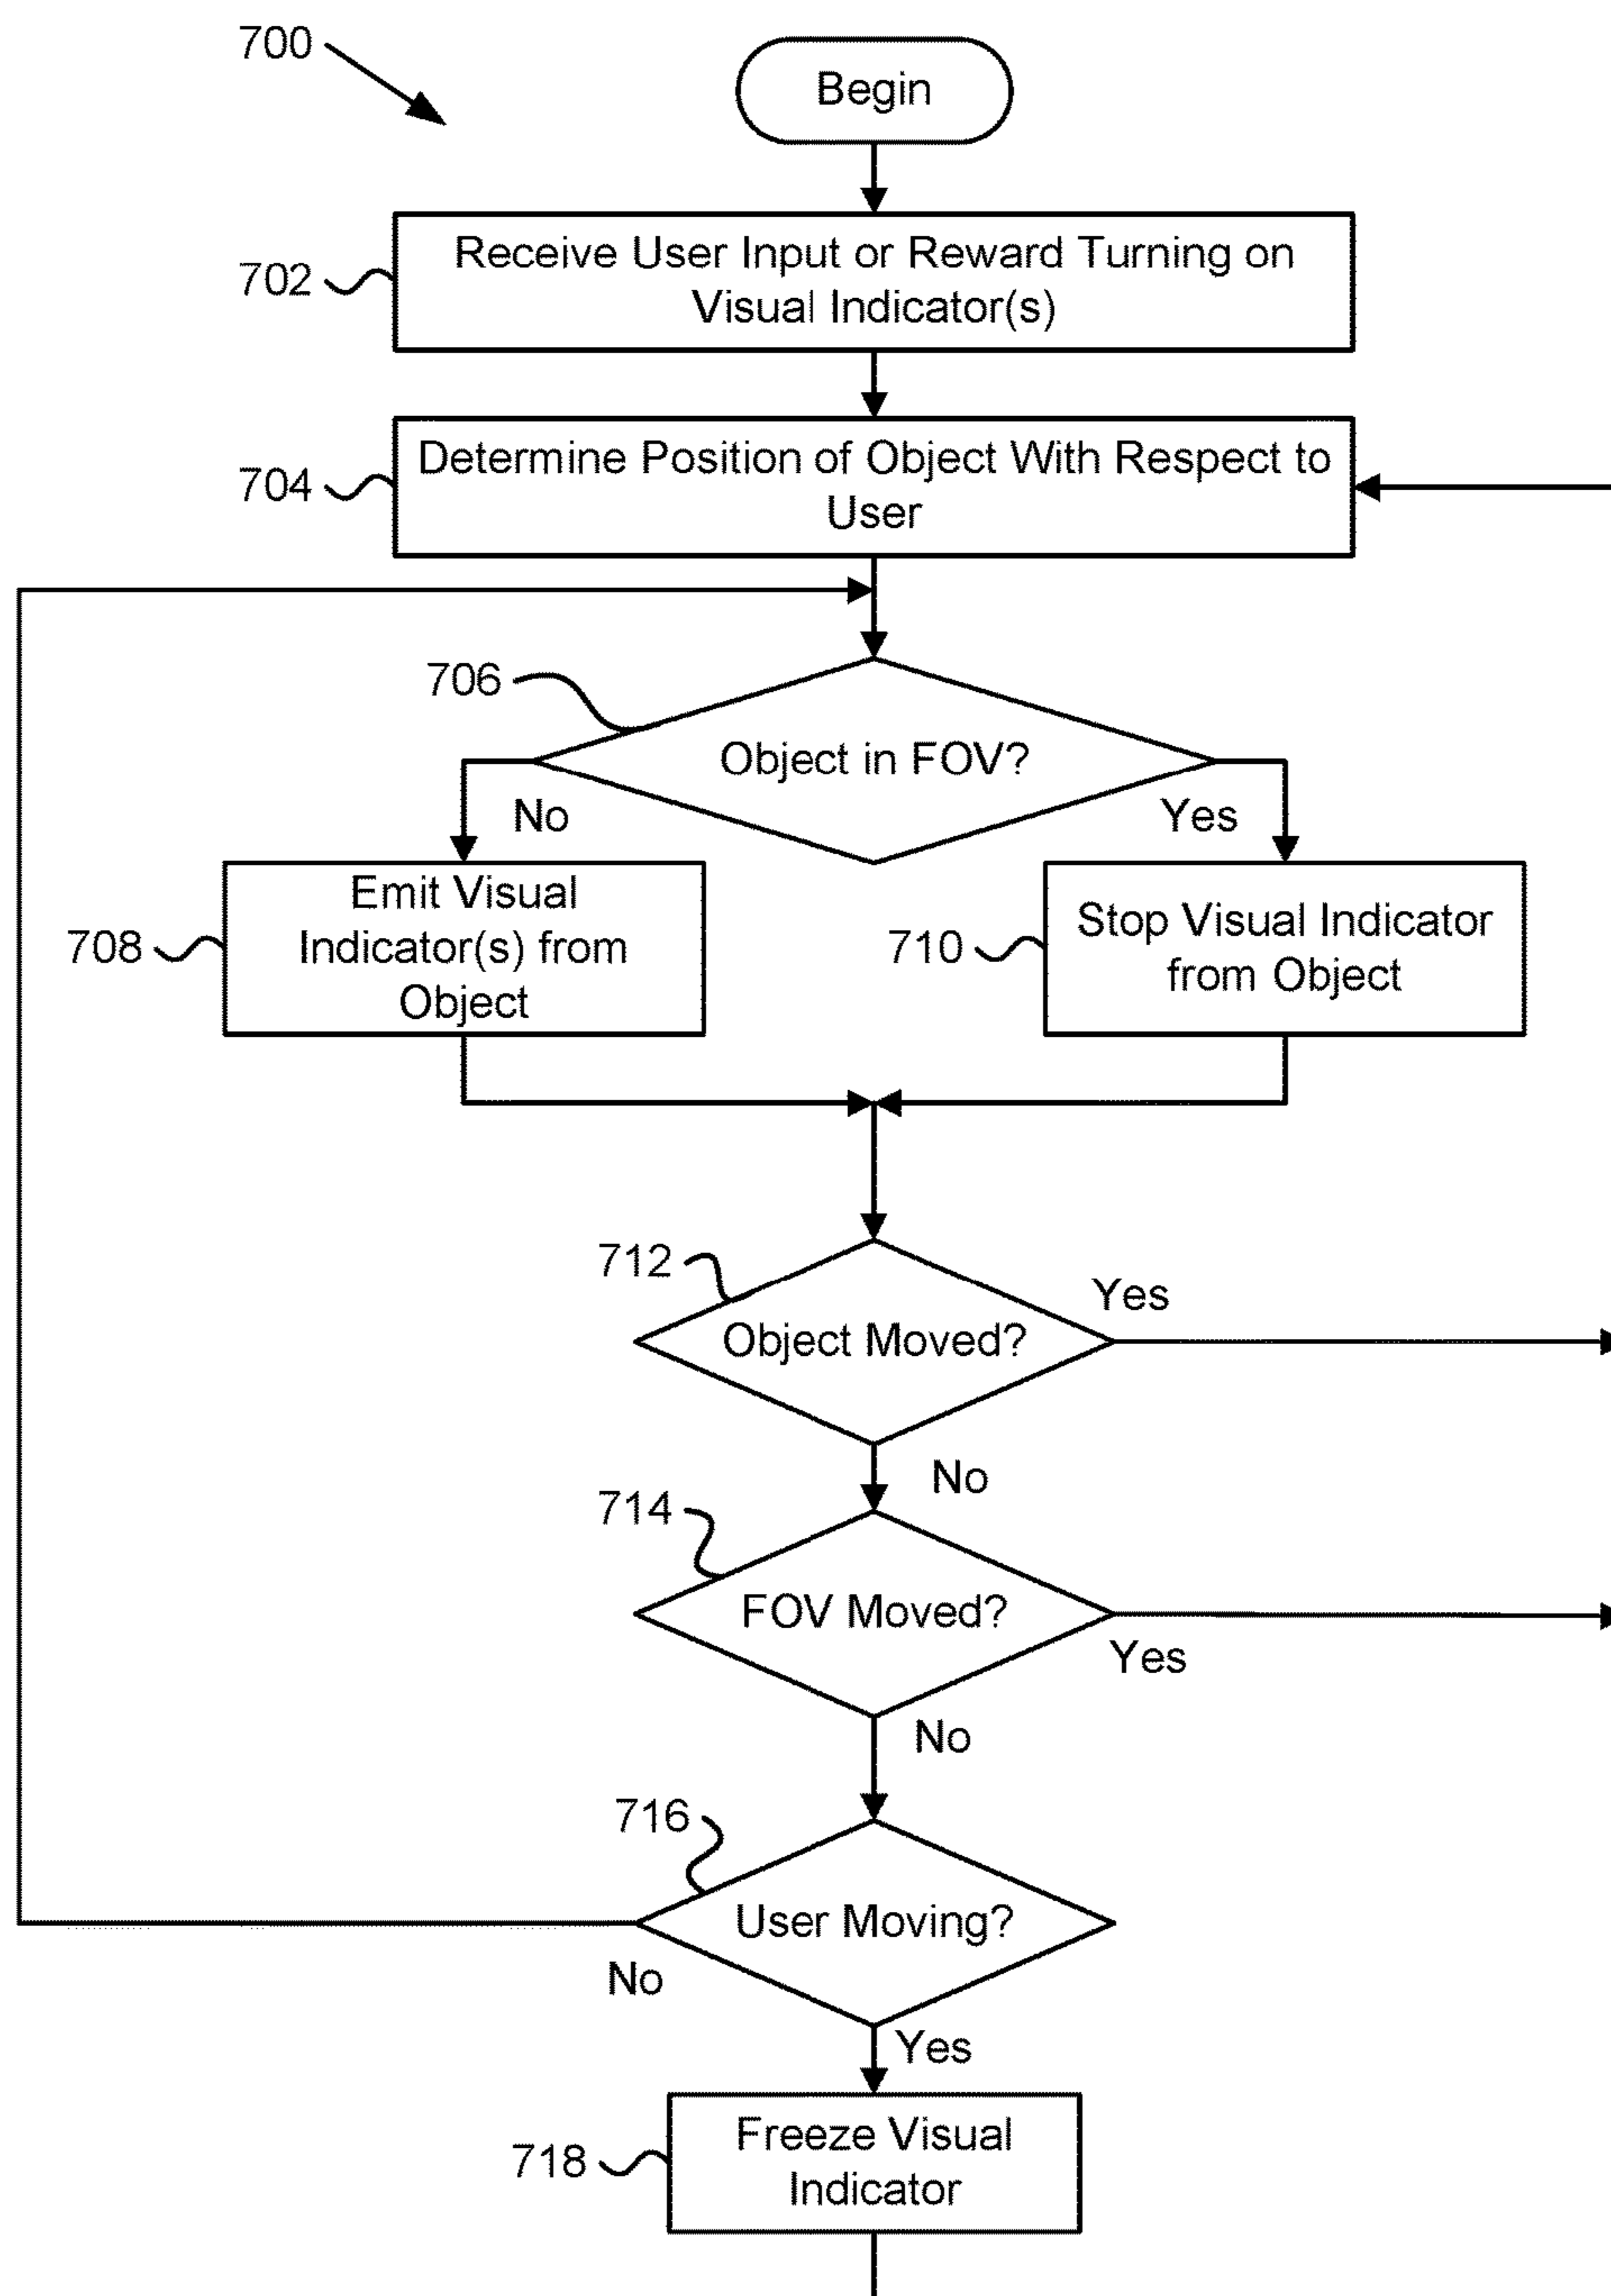 700
Begin
702
Receive User Input or Reward Turning on
Visual Indicator(s)
704
Determine Position of Object With Respect to
User
706
Object in FOV?
No
Yes
708
Emit Visual
Indicator(s) from
Object
710
Stop Visual Indicator
from Object
712
Yes
Object Moved?
No
714
FOV Moved?
Yes
No
716
User Moving?
No
Yes
718
Freeze Visual
Indicator